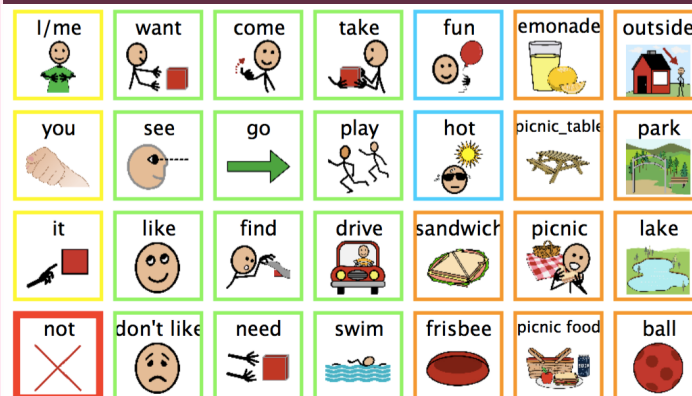 I/me want come take fun emonade outside
you see go play hot picnic_table park
it like find drive sandwich picnic lake
not don't like need swim frisbee picnic food ball